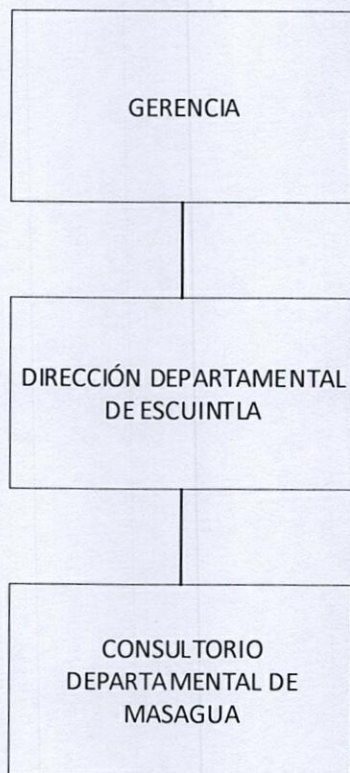 GERENCIA
DIRECCIÓN DEPARTAMENTAL
DE ESCUINTLA
CONSULTORIO
DEPARTAMENTAL DE
MASAGUA